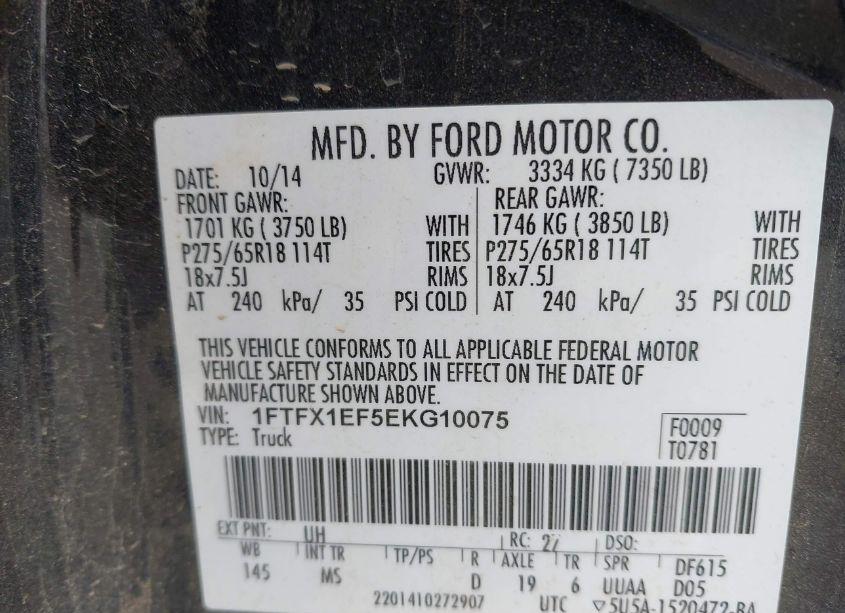 MFD. BY FORD MOTOR CO.
DATE: 10/14 GVWR: 3334 KG ( 7350 LB)
FRONT GAWR: REAR GAWR:
1701 KG ( 3750 LB) WITH 1746 KG ( 3850 LB) WITH
P275/65R18 114T TIRES P275/65R18 114T TIRES
18x7.5J RIMS 18x7.5J RIMS
AT 240 kPa/ 35 PSI COLD AT 240 kPa/ 35 PSI COLD
THIS VEHICLE CONFORMS TO ALL APPLICABLE FEDERAL MOTOR
VEHICLE SAFETY STANDARDS IN EFFECT ON THE DATE OF
MANUFACTURE SHOWN ABOVE.
VIN: 1FTFX1EF5EKG10075 F0009
TYPE: Truck T0781
EXT PNT: UH RC: 27 DSO:
WB INT TR TP/PS R AXLE TR SPR DF615
145 MS D 19 6 UUAA D05
2201410272907 UTC ▽5U5A-1520472-BA